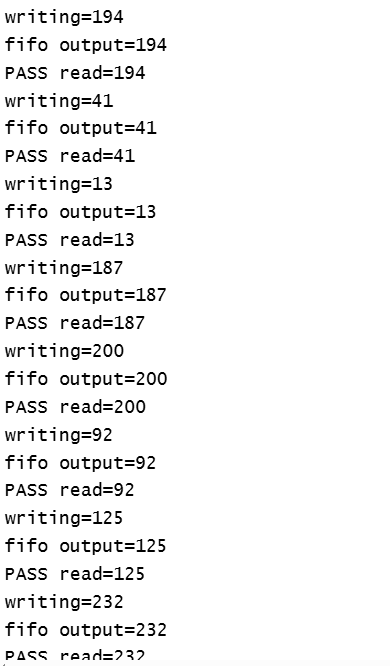 writing=194
fifo output=194
PASS read=194
writing=41
fifo output=41
PASS read=41
writing=13
fifo output=13
PASS read=13
writing=187
fifo output=187
PASS read=187
writing=200
fifo output=200
PASS read=200
writing=92
fifo output=92
PASS read=92
writing=125
fifo output=125
PASS read=125
writing=232
fifo output=232
PASS read=232